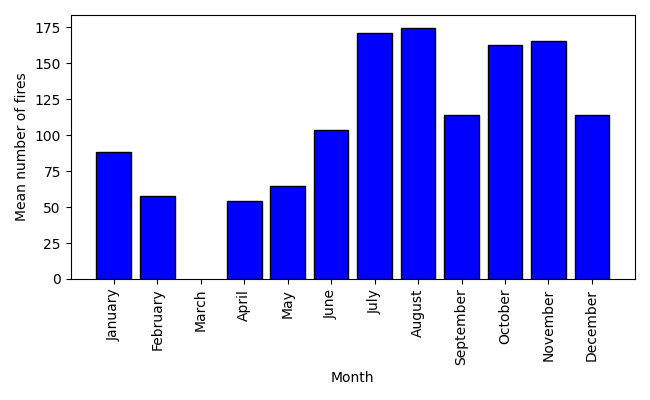 175
150
125
100
75
50
25
0
Mean number of fires
January
February
March
April
May
June
July
August
September
October
November
December
Month